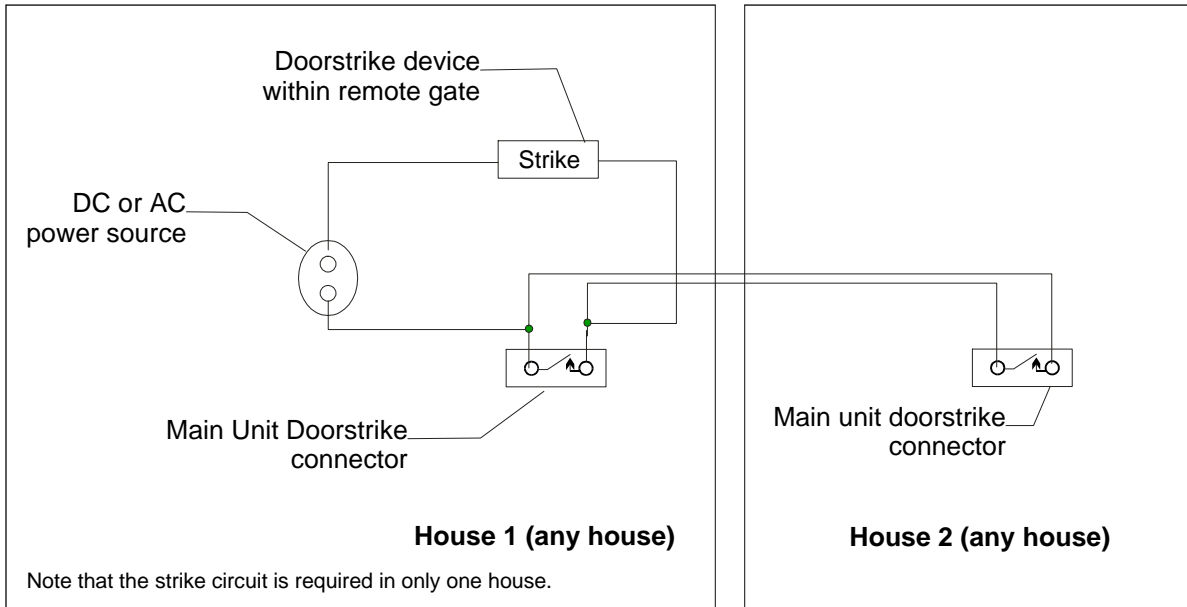 Doorstrike device
within remote gate
Strike
DC or AC
power source
Main Unit Doorstrike
connector
Main unit doorstrike
connector
House 1 (any house)
House 2 (any house)
Note that the strike circuit is required in only one house.